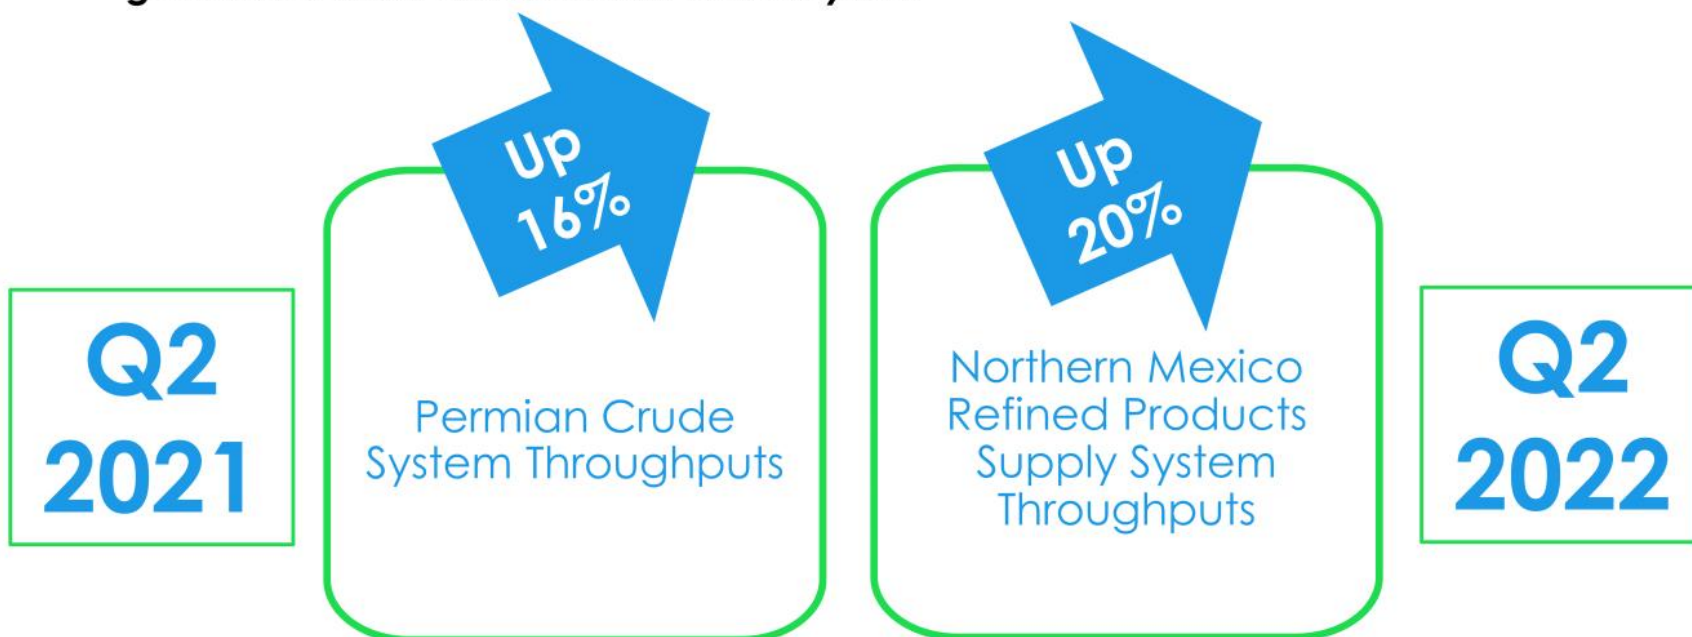 Q2
2021
Up
16%
Permian Crude
System Throughputs
Up
20%
Northern Mexico
Refined Products
Supply System
Throughputs
Q2
2022